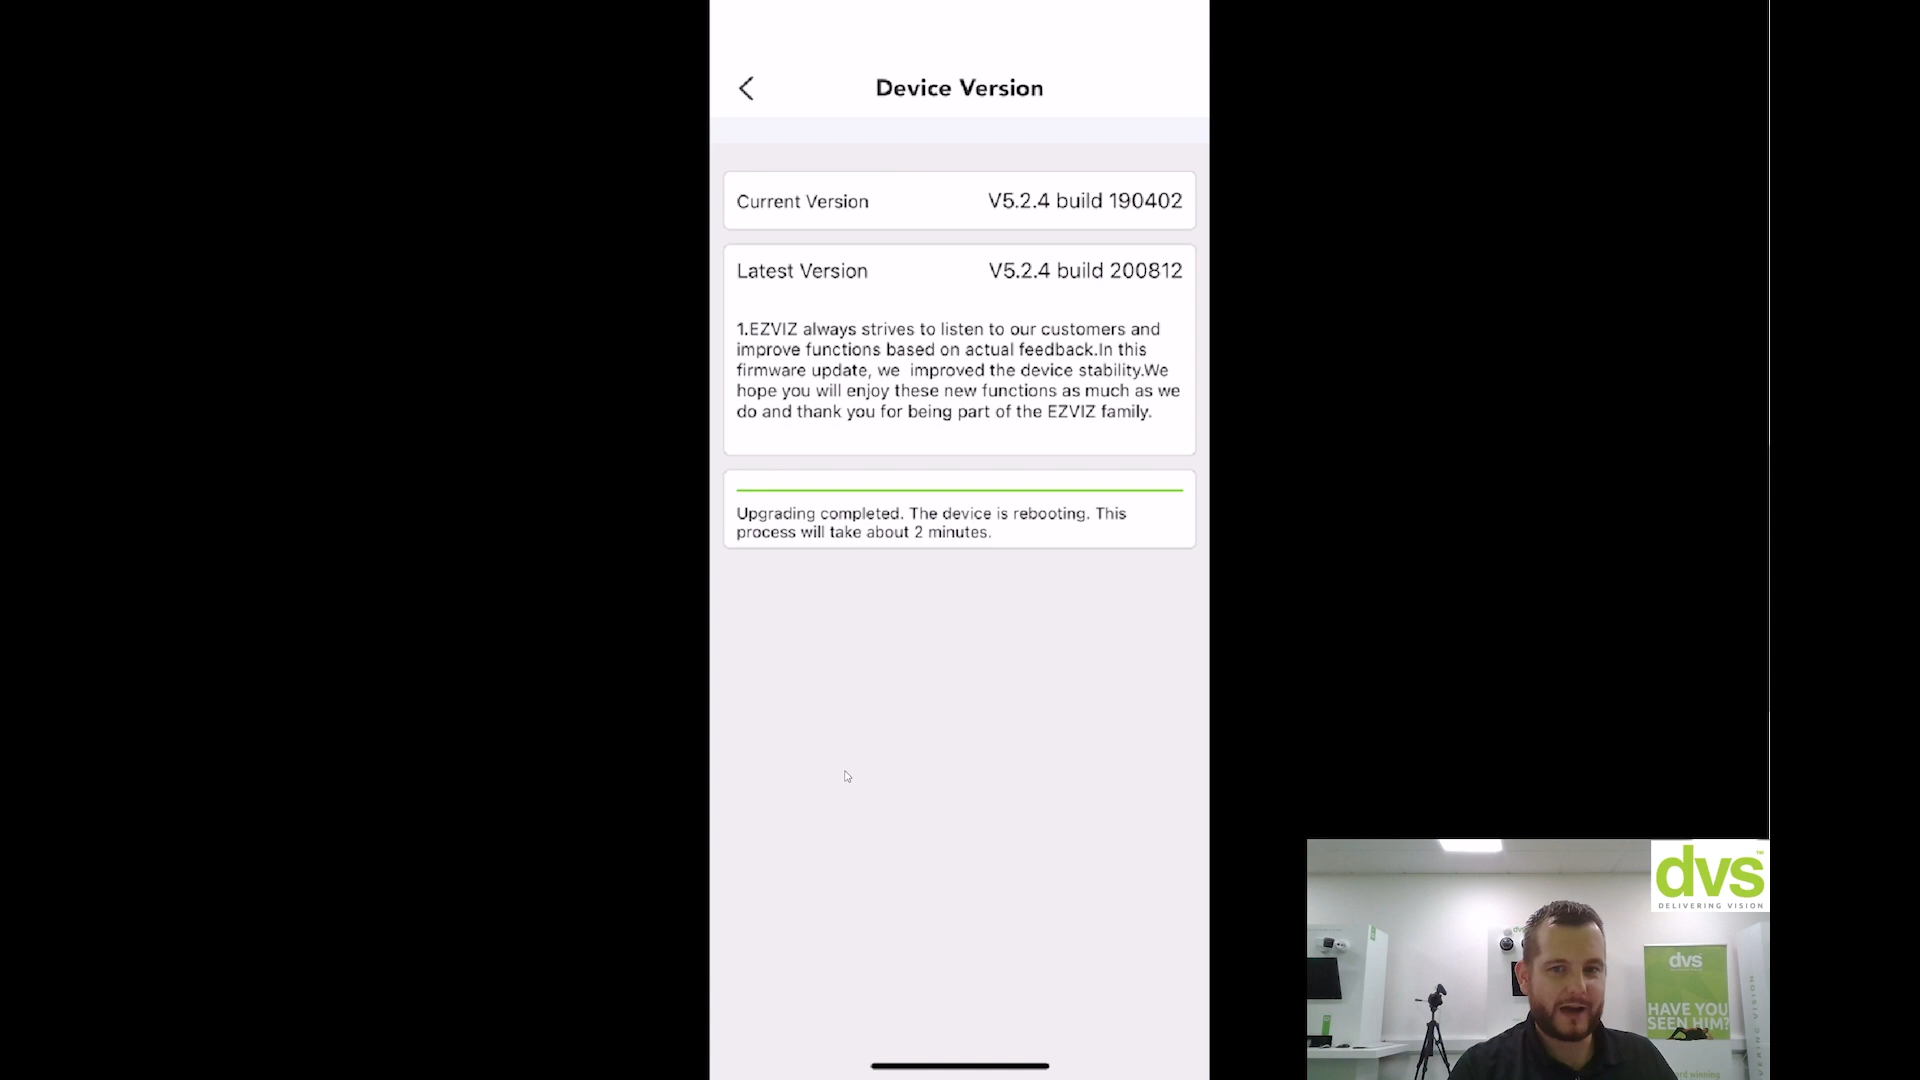 Device Version
Current Version V5.2.4 build 190402
Latest Version V5.2.4 build 200812
1.EZVIZ always strives to listen to our customers and
improve functions based on actual feedback.In this
firmware update, we  improved the device stability.We
hope you will enjoy these new functions as much as we
do and thank you for being part of the EZVIZ family.
Upgrading completed. The device is rebooting. This
process will take about 2 minutes.
dvs™
DELIVERING VISION
dvs
dvs
HAVE YOU
SEEN HIM?